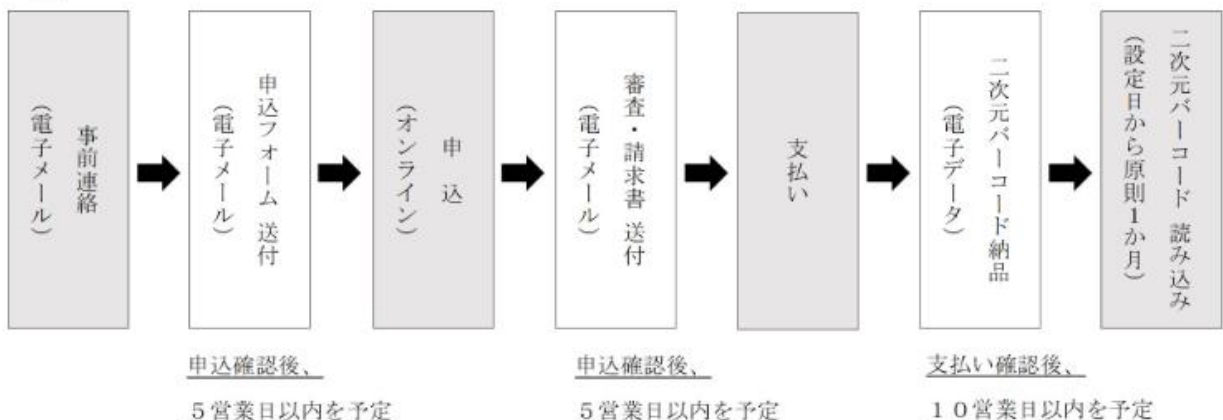 事前連絡
（電子メール）
申込フォーム 送付
（電子メール）
申 込
（オンライン）
審査・請求書 送付
（電子メール）
支払い
二次元バーコード納品
（電子データ）
二次元バーコード 読み込み
（設定日から原則1か月）
申込確認後、
5営業日以内を予定
申込確認後、
5営業日以内を予定
支払い確認後、
10営業日以内を予定